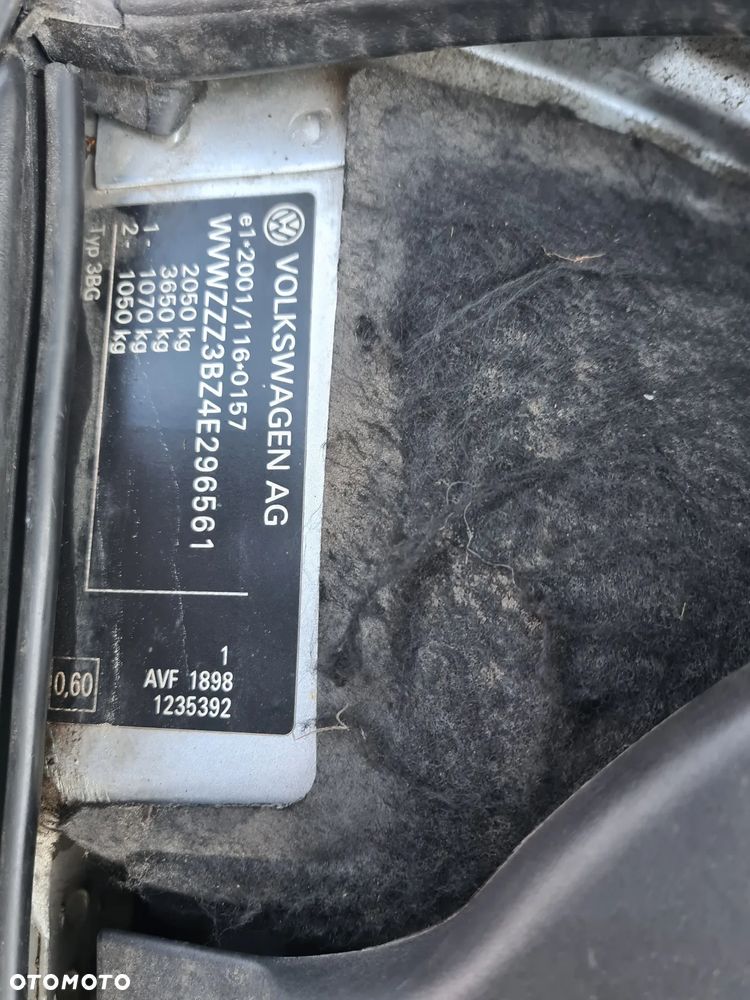 VOLKSWAGEN AG
e1*2001/116*0157
WVWZZZ3BZ4E296561
2050 kg
3650 kg
1- 1070 kg
2- 1050 kg
Typ 3BG
1
AVF 1898
1235392
0,60
OTOMOTO